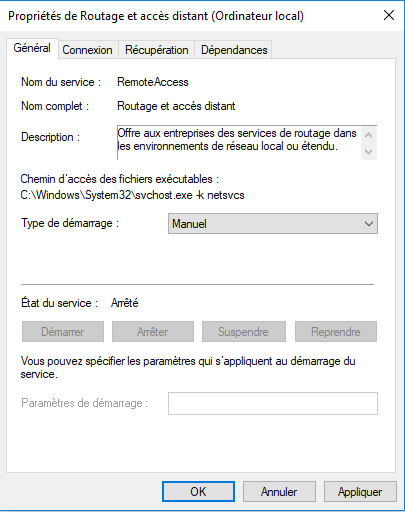 Propriétés de Routage et accès distant (Ordinateur local)
Général Connexion Récupération Dépendances
Nom du service : RemoteAccess
Nom complet : Routage et accès distant
Description : Offre aux entreprises des services de routage dans
les environnements de réseau local ou étendu.
Chemin d'accès des fichiers exécutables :
C:\Windows\System32\svchost.exe -k netsvcs
Type de démarrage : Manuel
État du service : Arrêté
Démarrer Arrêter Suspendre Reprendre
Vous pouvez spécifier les paramètres qui s'appliquent au démarrage du
service.
Paramètres de démarrage :
OK Annuler Appliquer